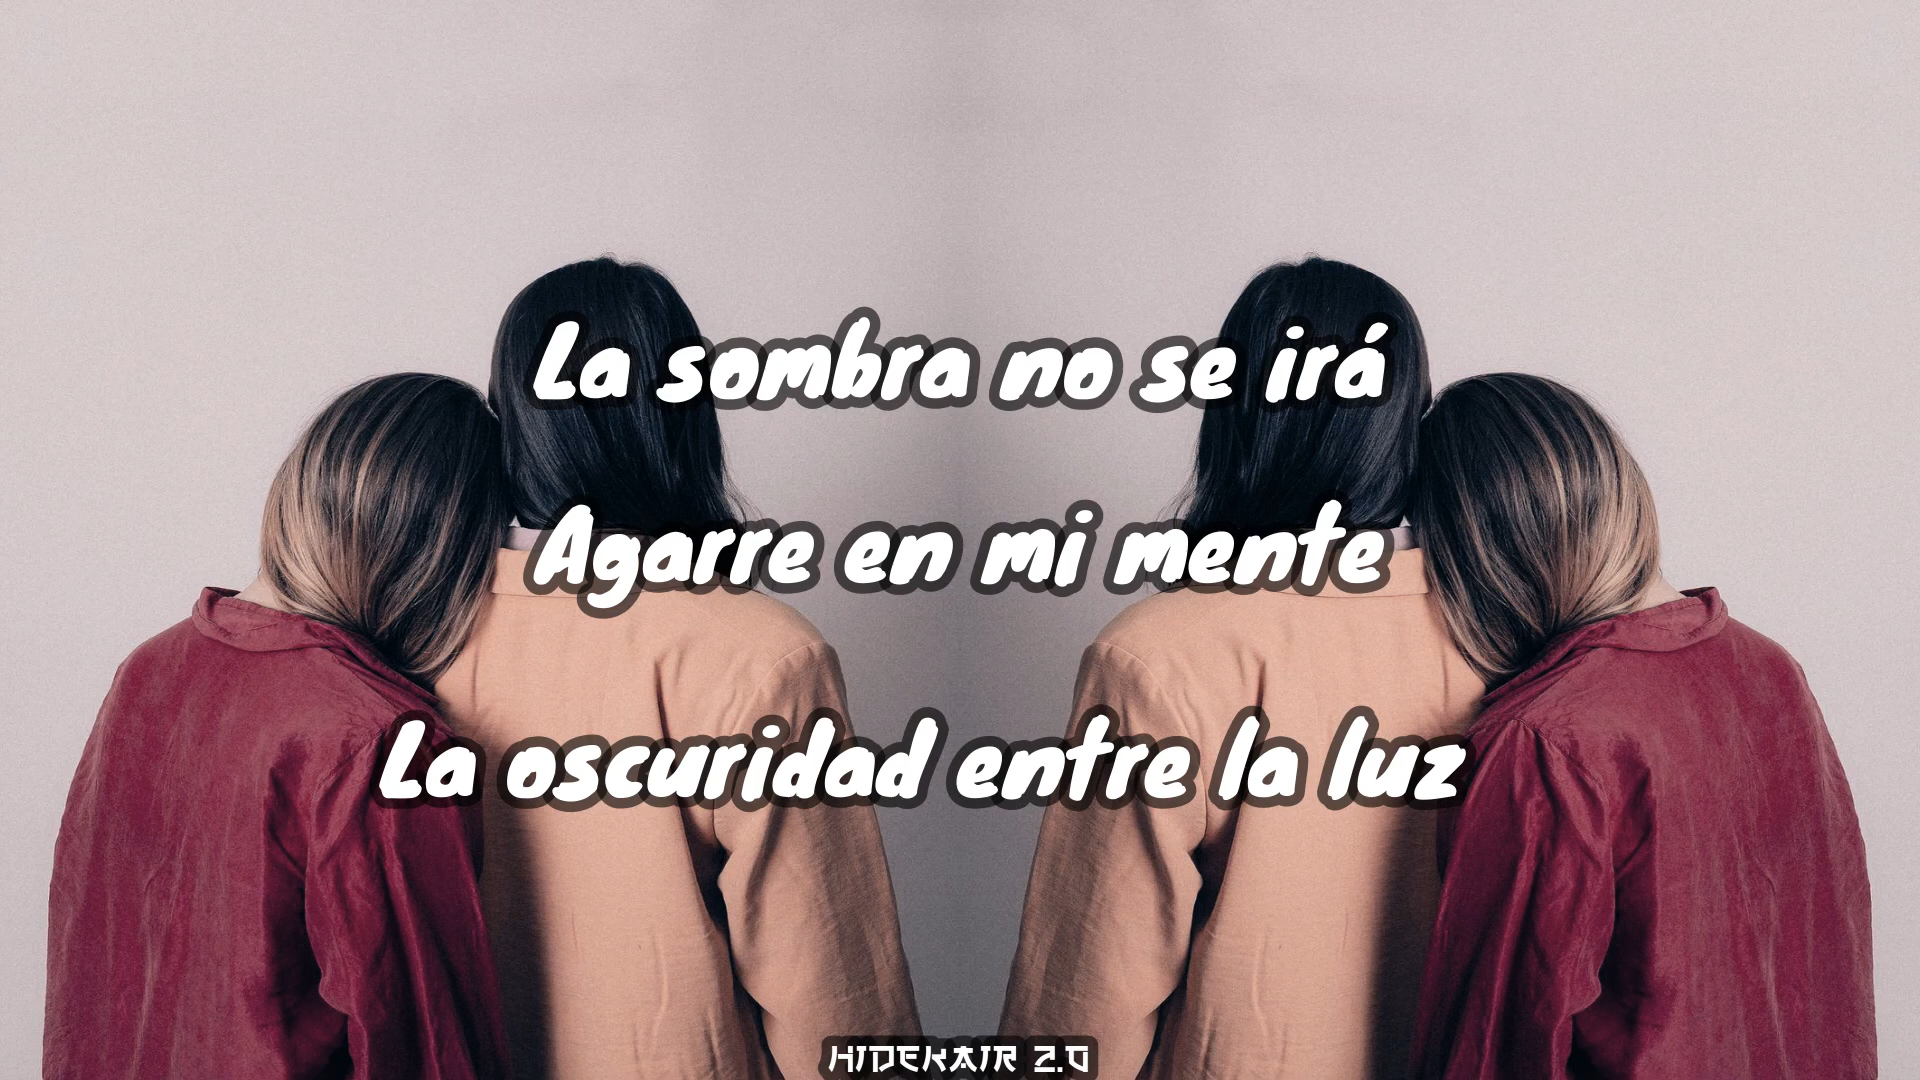 La sombra no se irá
Agarre en mi mente
La oscuridad entre la luz
HIDEKAIR 2.0